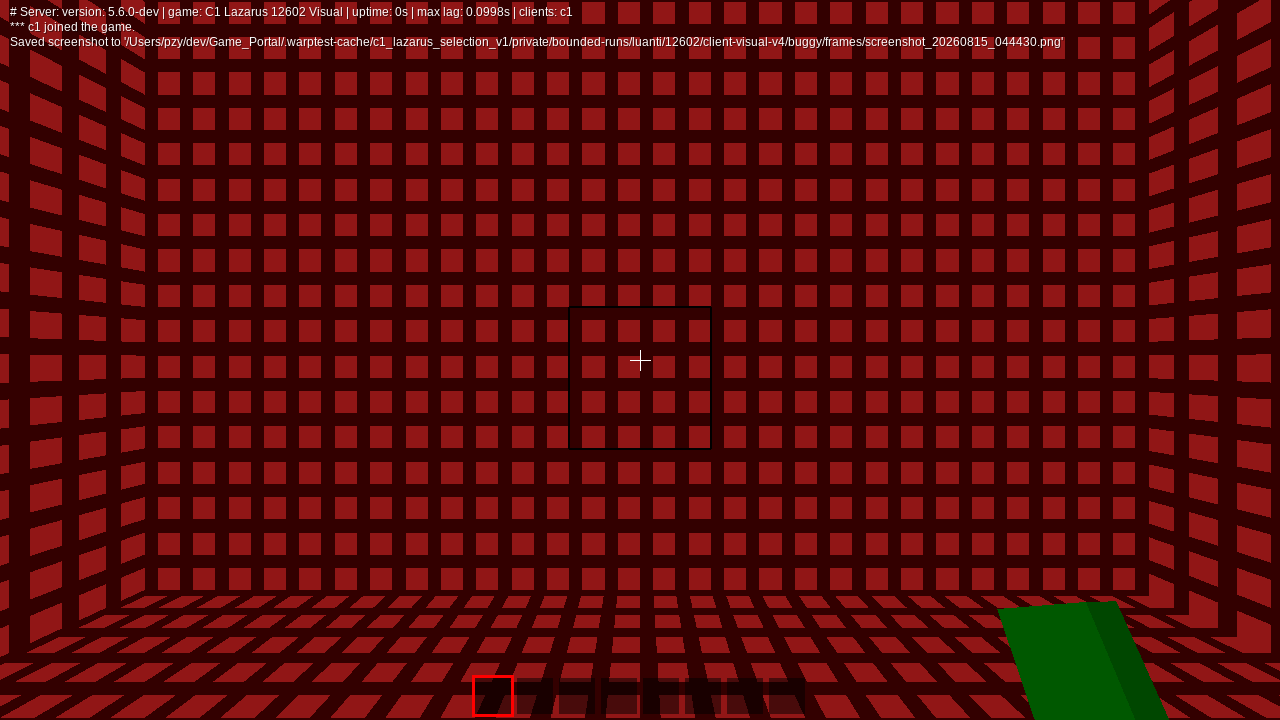 # Server: version: 5.6.0-dev | game: C1 Lazarus 12602 Visual | uptime: 0s | max lag: 0.0998s | clients: c1
*** c1 joined the game.
Saved screenshot to '/Users/pzy/dev/Game_Portal/.warptest-cache/c1_lazarus_selection_v1/private/bounded-runs/luanti/12602/client-visual-v4/buggy/frames/screenshot_20260815_044430.png'